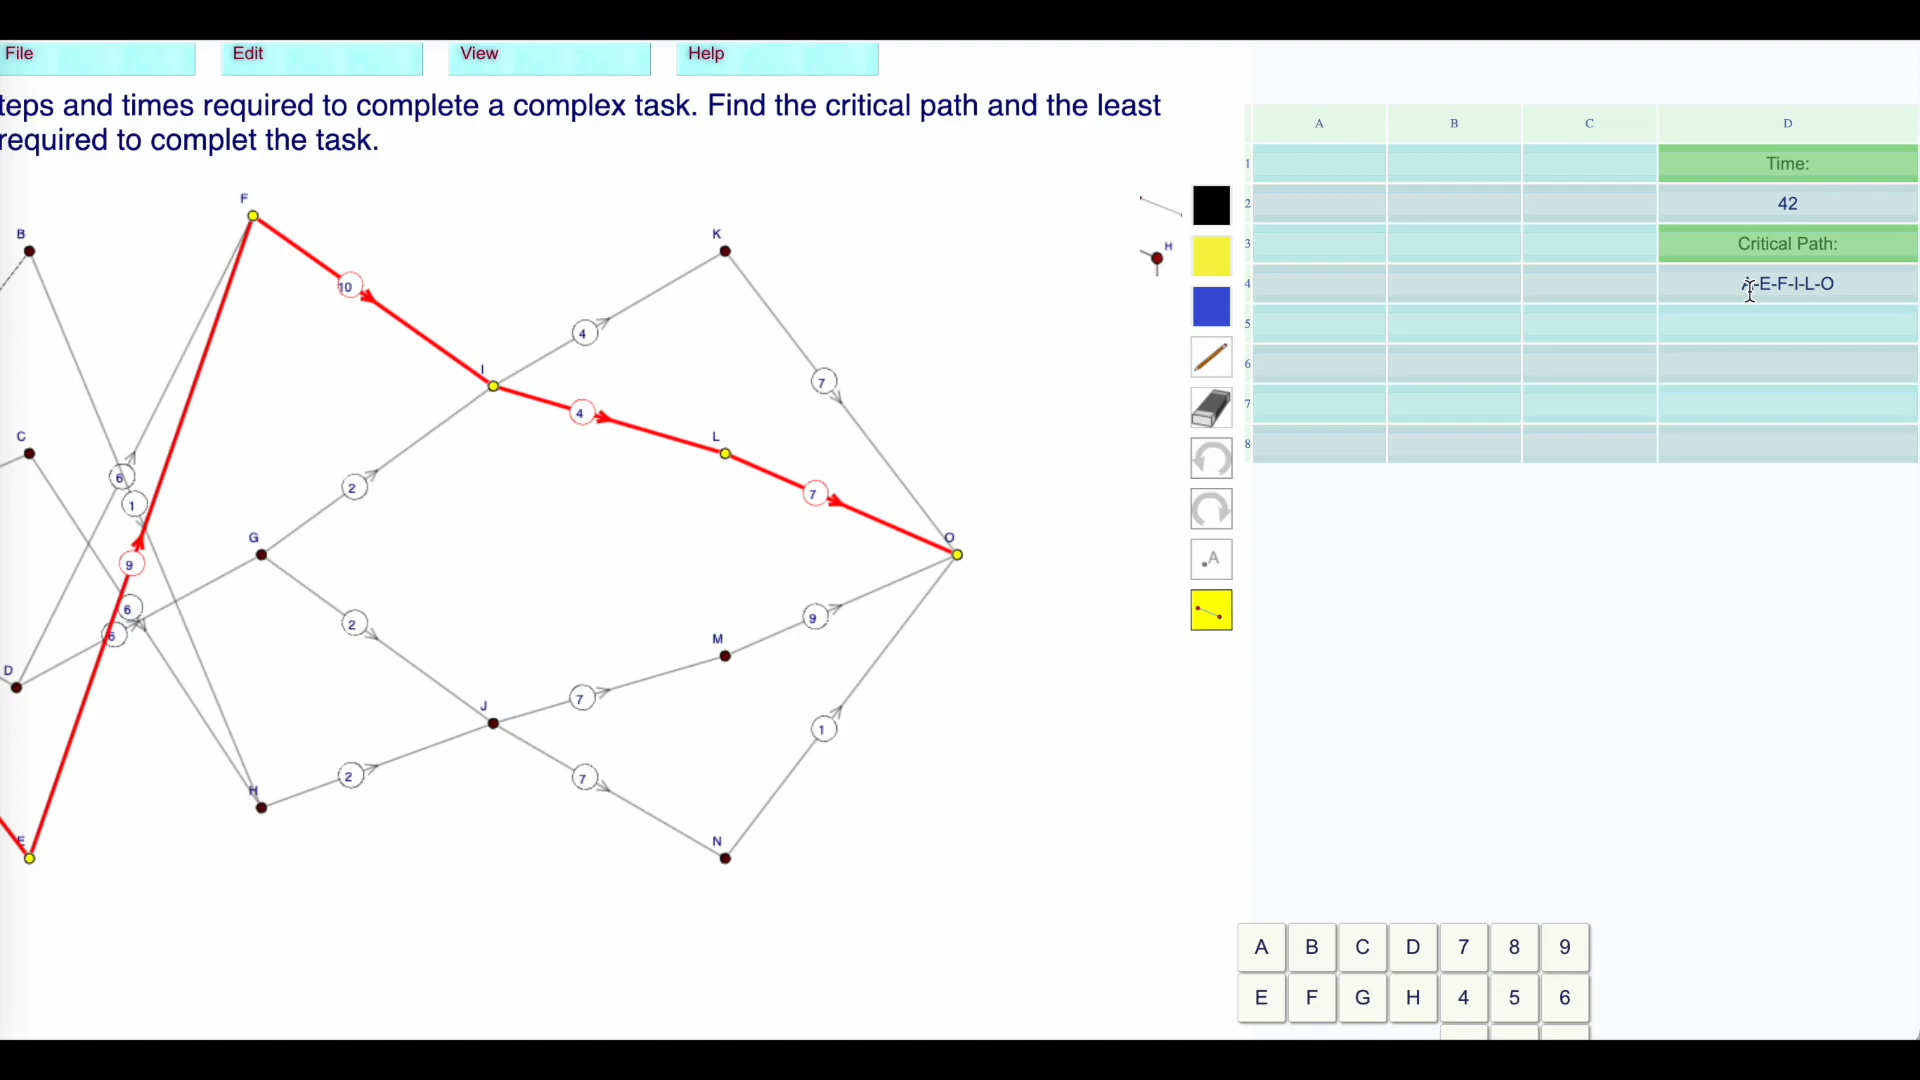 File Edit View Help
teps and times required to complete a complex task. Find the critical path and the least
required to complet the task.
A B C D
1 Time:
2 42
3 Critical Path:
4 A-E-F-I-L-O
5
6
7
8
F
B
K
H
10
4
I
7
C
4
L
6
2
7
1
G
O
9
6
2
9
6
M
D
7
J
1
2
7
H
E
N
A
A B C D 7 8 9
E F G H 4 5 6